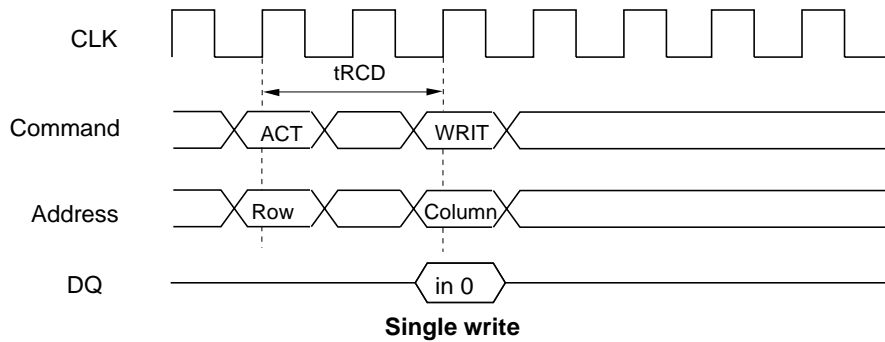 CLK
tRCD
Command ACT WRIT
Address Row Column
DQ in 0
Single write